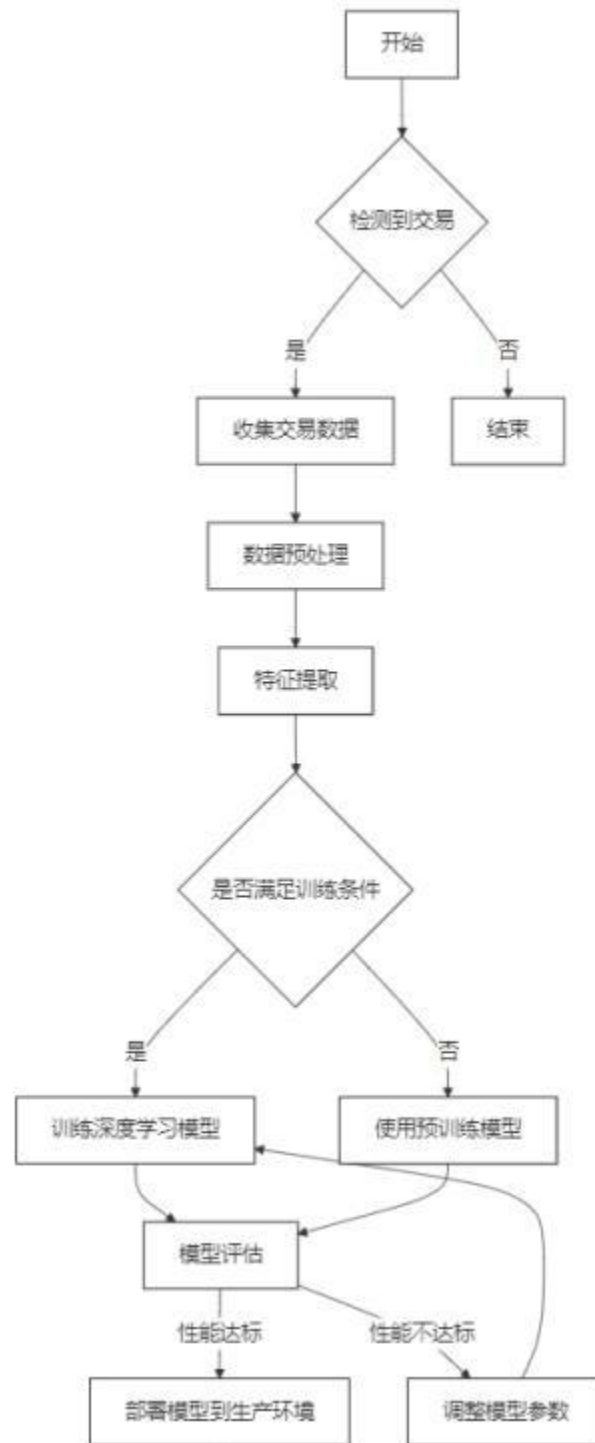 开始
检测到交易
是
否
收集交易数据
结束
数据预处理
特征提取
是否满足训练条件
是
否
训练深度学习模型
使用预训练模型
模型评估
性能达标
性能不达标
部署模型到生产环境
调整模型参数